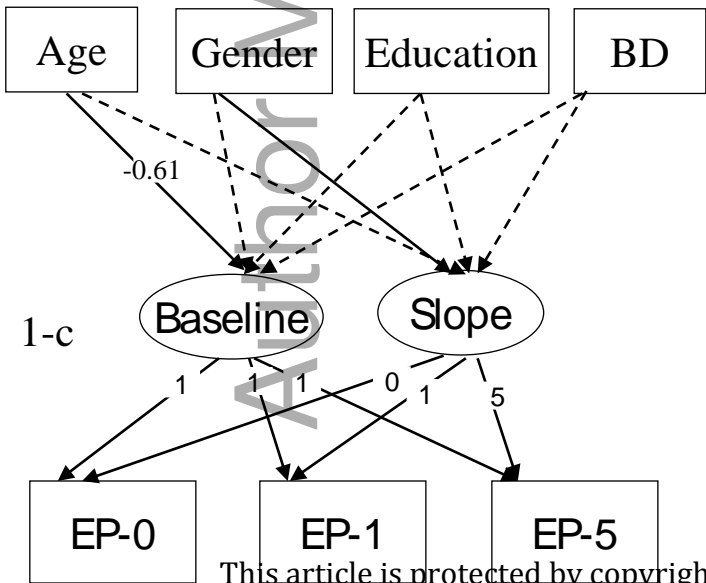 Age Gender Education BD
-0.61
Baseline Slope
1-c
1 1 1 0 1 5
EP-0 EP-1 EP-5
Author M
This article is protected by copyrigh